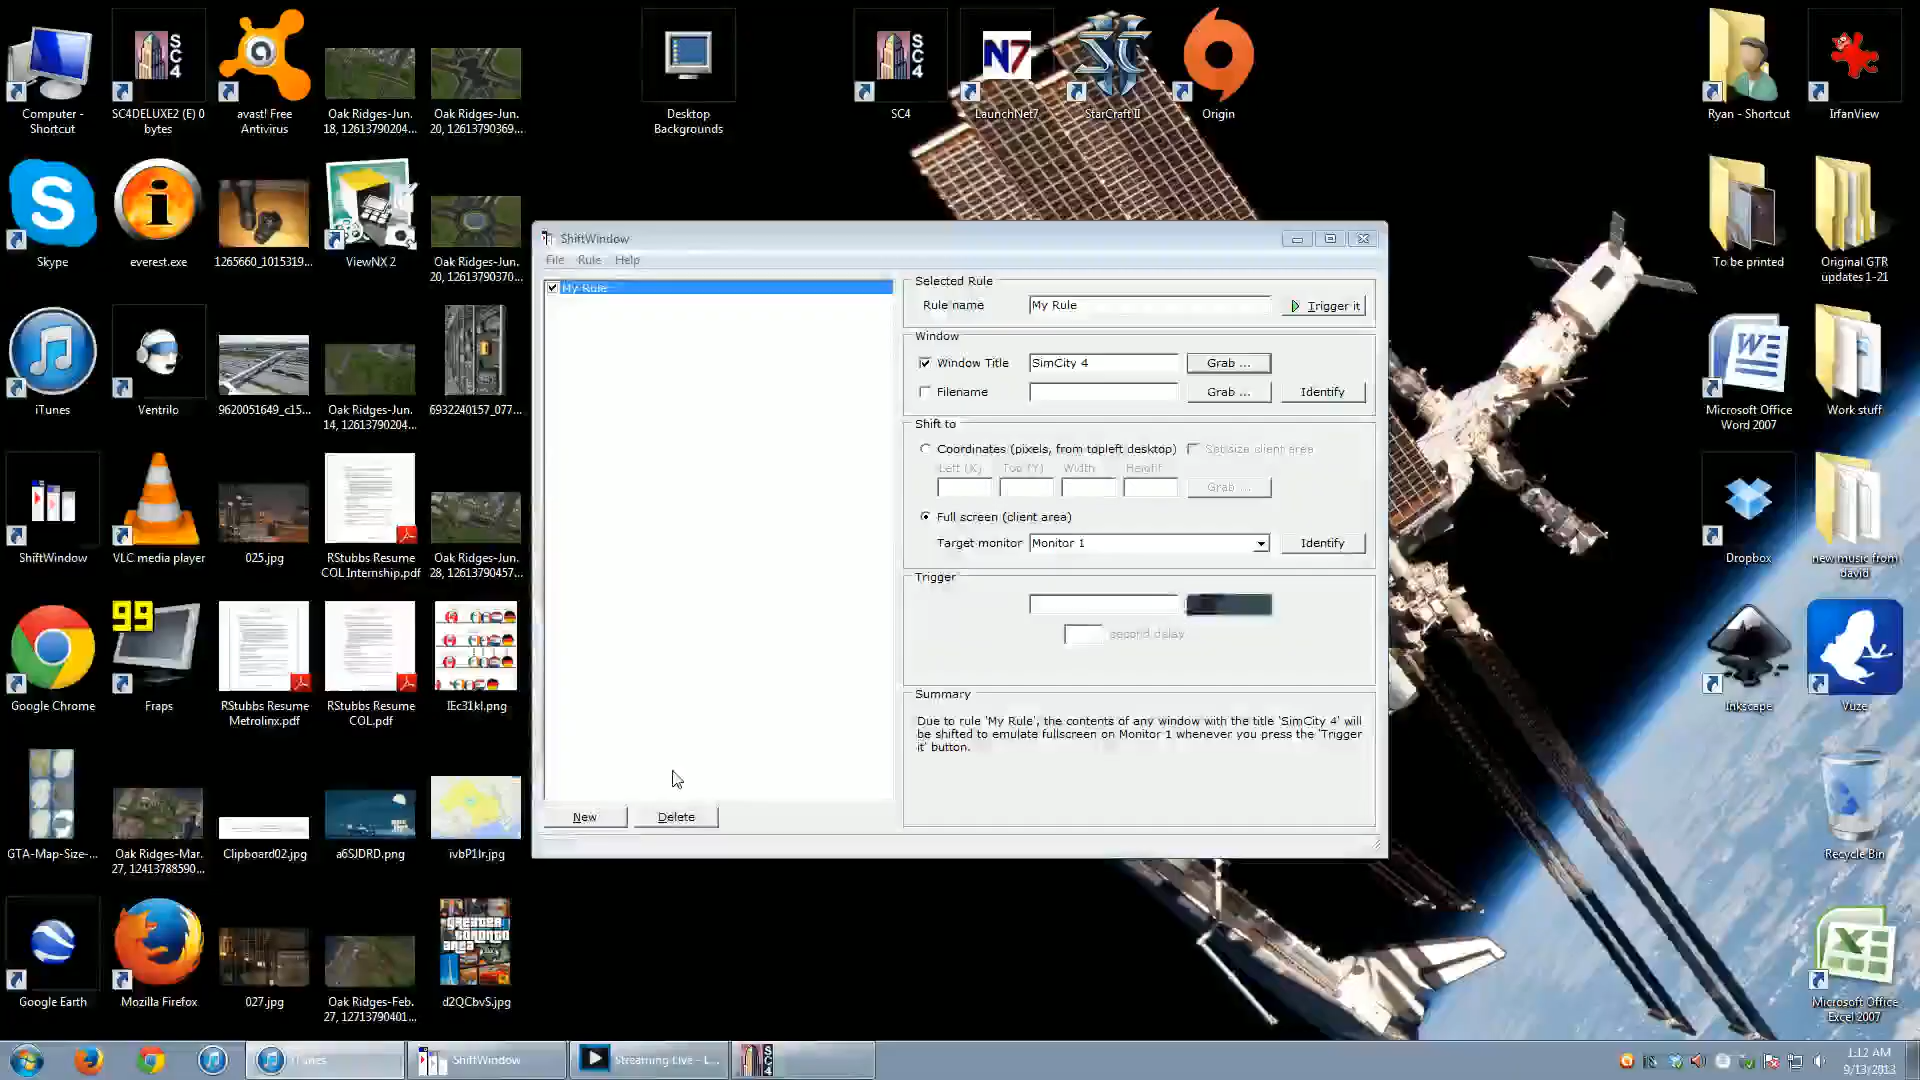 Computer - Shortcut
SC4DELUXE2 (E) 0 bytes
avast! Free Antivirus
Oak Ridges-Jun. 18, 12613790204...
Oak Ridges-Jun. 20, 12613790369...
Desktop Backgrounds
SC4
LaunchNet7
StarCraft II
Origin
Ryan - Shortcut
IrfanView
Skype
everest.exe
1265660_1015319...
ViewNX 2
Oak Ridges-Jun. 20, 12613790370...
To be printed
Original GTR updates 1-21
iTunes
Ventrilo
9620051649_c15...
Oak Ridges-Jun. 14, 12613790204...
6932240157_077...
Microsoft Office Word 2007
Work stuff
ShiftWindow
VLC media player
025.jpg
RStubbs Resume COL Internship.pdf
Oak Ridges-Jun. 28, 12613790457...
Dropbox
new music from david
Google Chrome
99
Fraps
RStubbs Resume Metrolinx.pdf
RStubbs Resume COL.pdf
IEc31kI.png
Inkscape
Vuze
GTA-Map-Size-...
Oak Ridges-Mar. 27, 12413788590...
Clipboard02.jpg
a6SJDRD.png
Recycle Bin
Google Earth
Mozilla Firefox
027.jpg
Oak Ridges-Feb. 27, 12713790401...
GREATER TORONTO AREA
d2QCbvS.jpg
Microsoft Office Excel 2007
ShiftWindow
File Rule Help
My Rule
New Delete
Selected Rule
Rule name My Rule Trigger it
Window
Window Title SimCity 4 Grab ...
Filename Grab ... Identify
Shift to
Coordinates (pixels, from topleft desktop) Set size client area
Left (X) Top (Y) Width Height
Grab ...
Full screen (client area)
Target monitor Monitor 1 Identify
Trigger
second delay
Summary
Due to rule 'My Rule', the contents of any window with the title 'SimCity 4' will
be shifted to emulate fullscreen on Monitor 1 whenever you press the 'Trigger
it' button.
iTunes
ShiftWindow
Streaming Live - L...
1:12 AM
9/13/2013